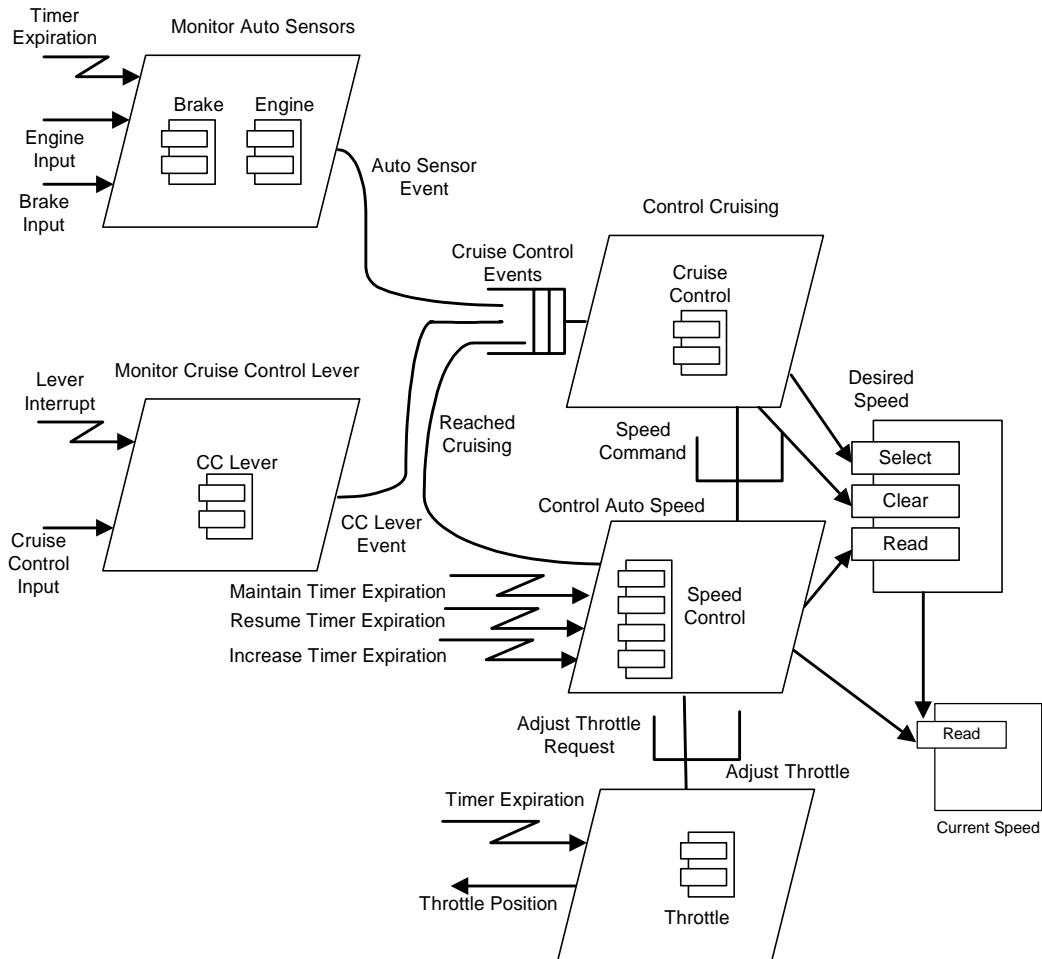 Timer
Expiration
Monitor Auto Sensors
Brake
Engine
Engine
Input
Brake
Input
Auto Sensor
Event
Control Cruising
Cruise Control
Events
Cruise
Control
Monitor Cruise Control Lever
Lever
Interrupt
CC Lever
Reached
Cruising
Speed
Command
Desired
Speed
Select
Clear
Read
CC Lever
Event
Control Auto Speed
Cruise
Control
Input
Maintain Timer Expiration
Resume Timer Expiration
Increase Timer Expiration
Speed
Control
Adjust Throttle
Request
Read
Adjust Throttle
Current Speed
Timer Expiration
Throttle Position
Throttle